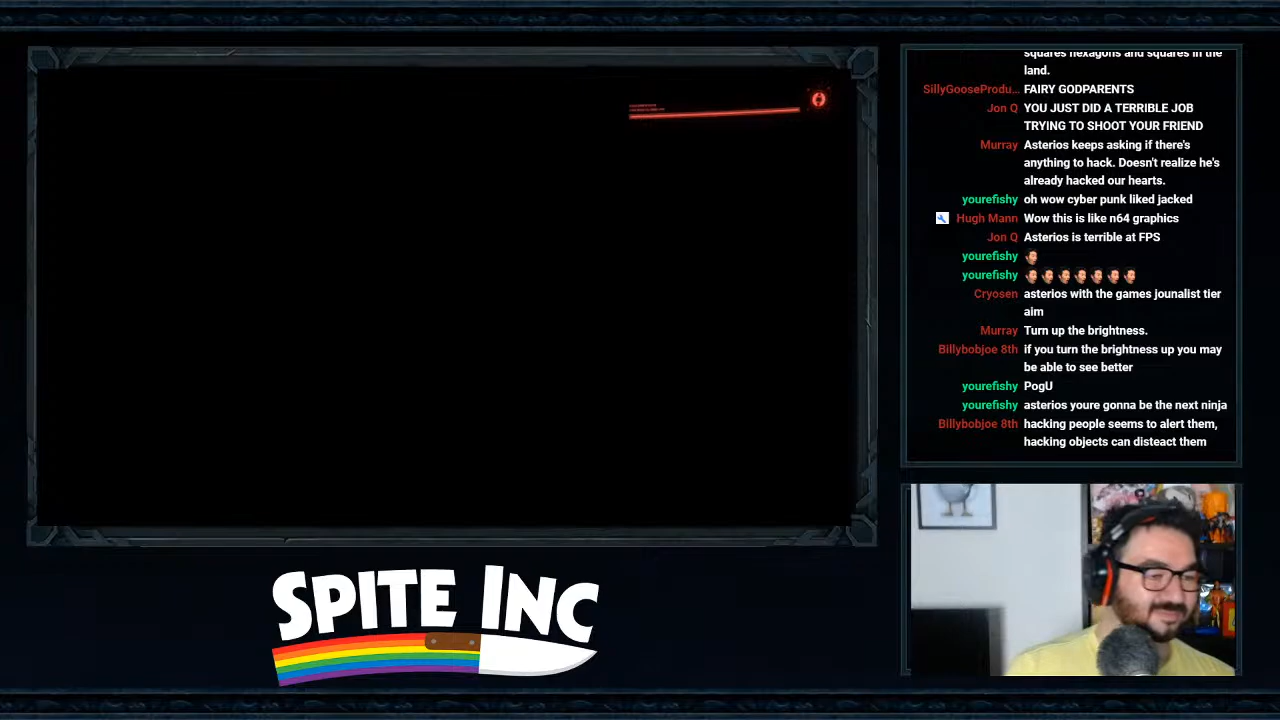 squares hexagons and squares in the
land.
SillyGooseProdu... FAIRY GODPARENTS
Jon Q YOU JUST DID A TERRIBLE JOB
TRYING TO SHOOT YOUR FRIEND
Murray Asterios keeps asking if there's
anything to hack. Doesn't realize he's
already hacked our hearts.
yourefishy oh wow cyber punk liked jacked
Hugh Mann Wow this is like n64 graphics
Jon Q Asterios is terrible at FPS
yourefishy
yourefishy
Cryosen asterios with the games jounalist tier
aim
Murray Turn up the brightness.
Billybobjoe 8th if you turn the brightness up you may
be able to see better
yourefishy PogU
yourefishy asterios youre gonna be the next ninja
Billybobjoe 8th hacking people seems to alert them,
hacking objects can disteact them
SPITE INC